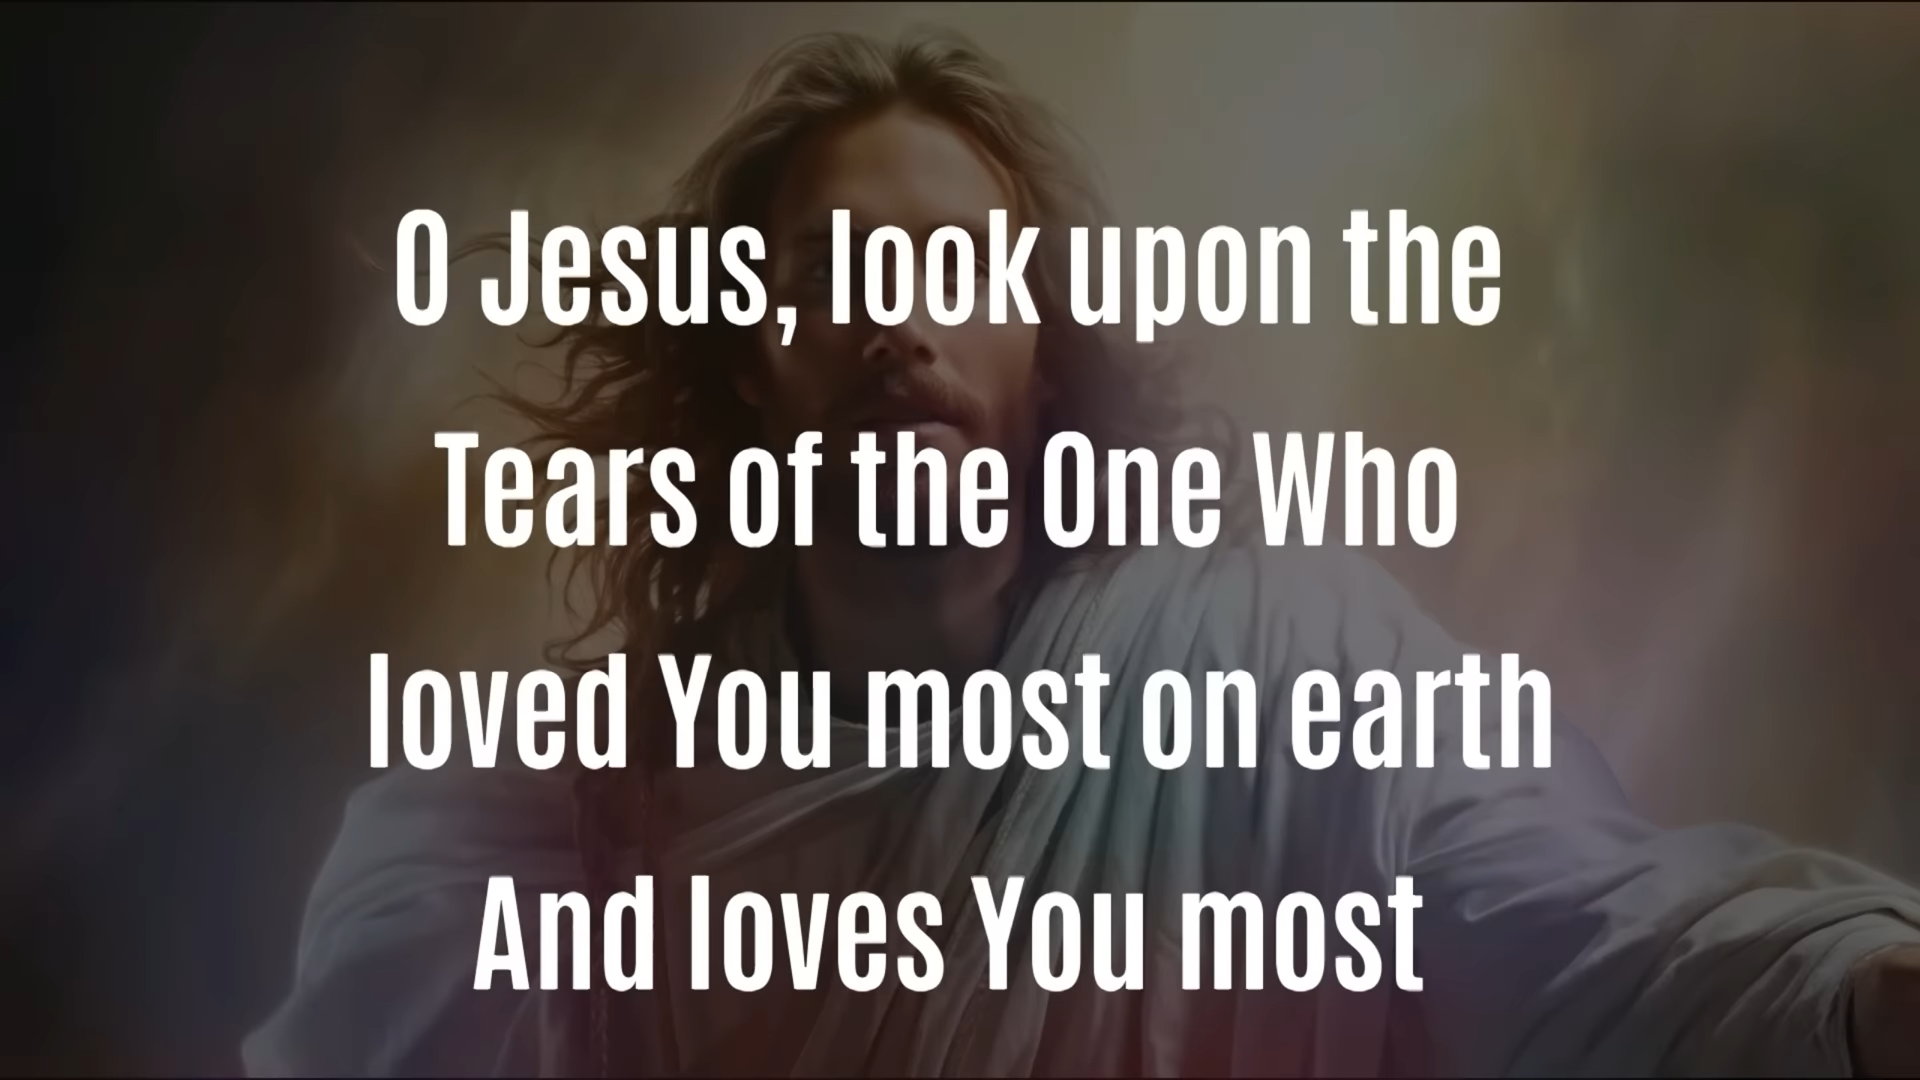 O Jesus, look upon the
Tears of the One Who
loved You most on earth
And loves You most